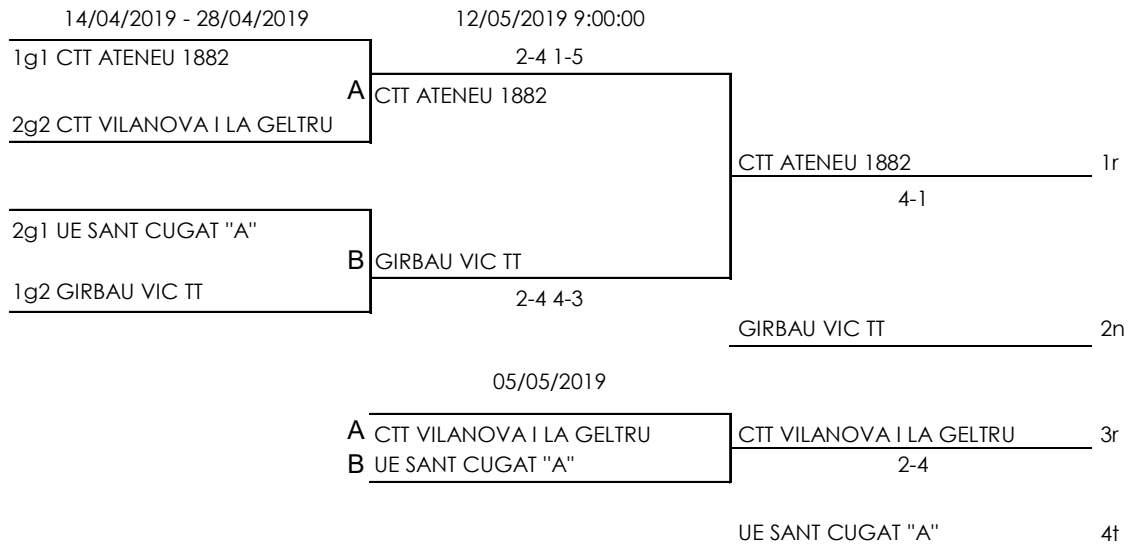 14/04/2019 - 28/04/2019 12/05/2019 9:00:00
1g1 CTT ATENEU 1882 2-4 1-5
A CTT ATENEU 1882
2g2 CTT VILANOVA I LA GELTRU
CTT ATENEU 1882 1r
4-1
2g1 UE SANT CUGAT "A"
B GIRBAU VIC TT
1g2 GIRBAU VIC TT 2-4 4-3
GIRBAU VIC TT 2n
05/05/2019
A CTT VILANOVA I LA GELTRU CTT VILANOVA I LA GELTRU 3r
B UE SANT CUGAT "A" 2-4
UE SANT CUGAT "A" 4t